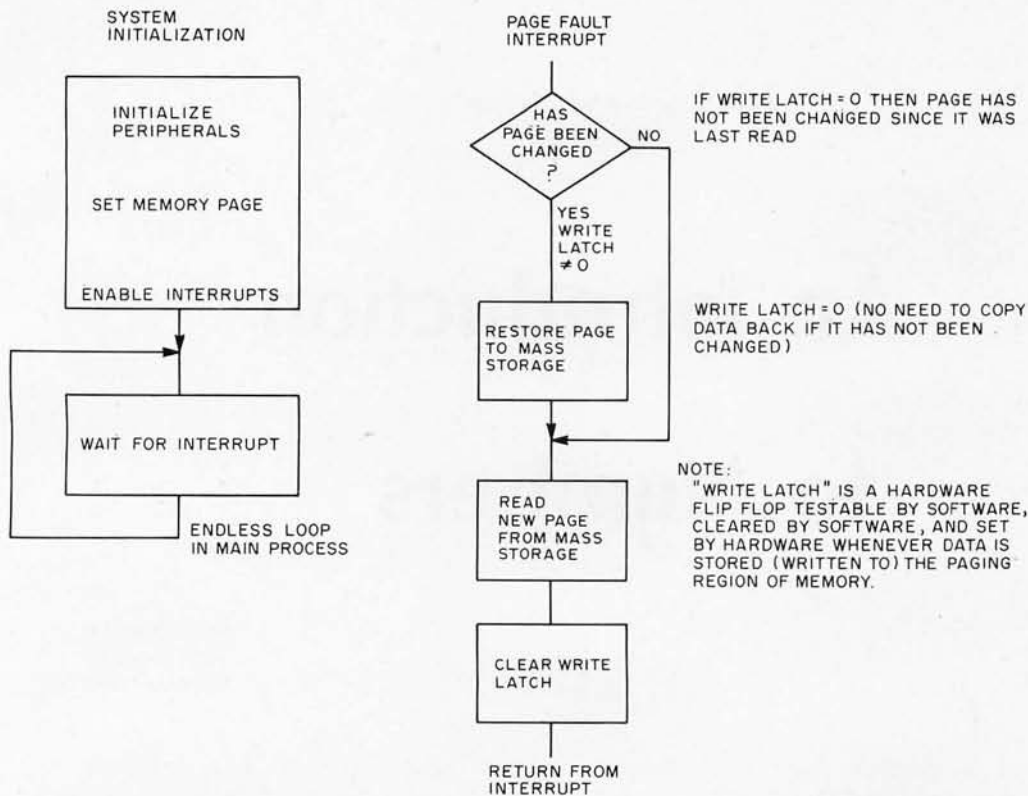 SYSTEM
INITIALIZATION
INITIALIZE
PERIPHERALS
SET MEMORY PAGE
ENABLE INTERRUPTS
WAIT FOR INTERRUPT
ENDLESS LOOP
IN MAIN PROCESS
PAGE FAULT
INTERRUPT
HAS
PAGE BEEN
CHANGED
?
NO
YES
WRITE
LATCH
≠ 0
RESTORE PAGE
TO MASS
STORAGE
READ
NEW PAGE
FROM MASS
STORAGE
CLEAR WRITE
LATCH
RETURN FROM
INTERRUPT
IF WRITE LATCH = 0 THEN PAGE HAS
NOT BEEN CHANGED SINCE IT WAS
LAST READ
WRITE LATCH = 0 (NO NEED TO COPY
DATA BACK IF IT HAS NOT BEEN
CHANGED)
NOTE:
"WRITE LATCH" IS A HARDWARE
FLIP FLOP TESTABLE BY SOFTWARE,
CLEARED BY SOFTWARE, AND SET
BY HARDWARE WHENEVER DATA IS
STORED (WRITTEN TO) THE PAGING
REGION OF MEMORY.